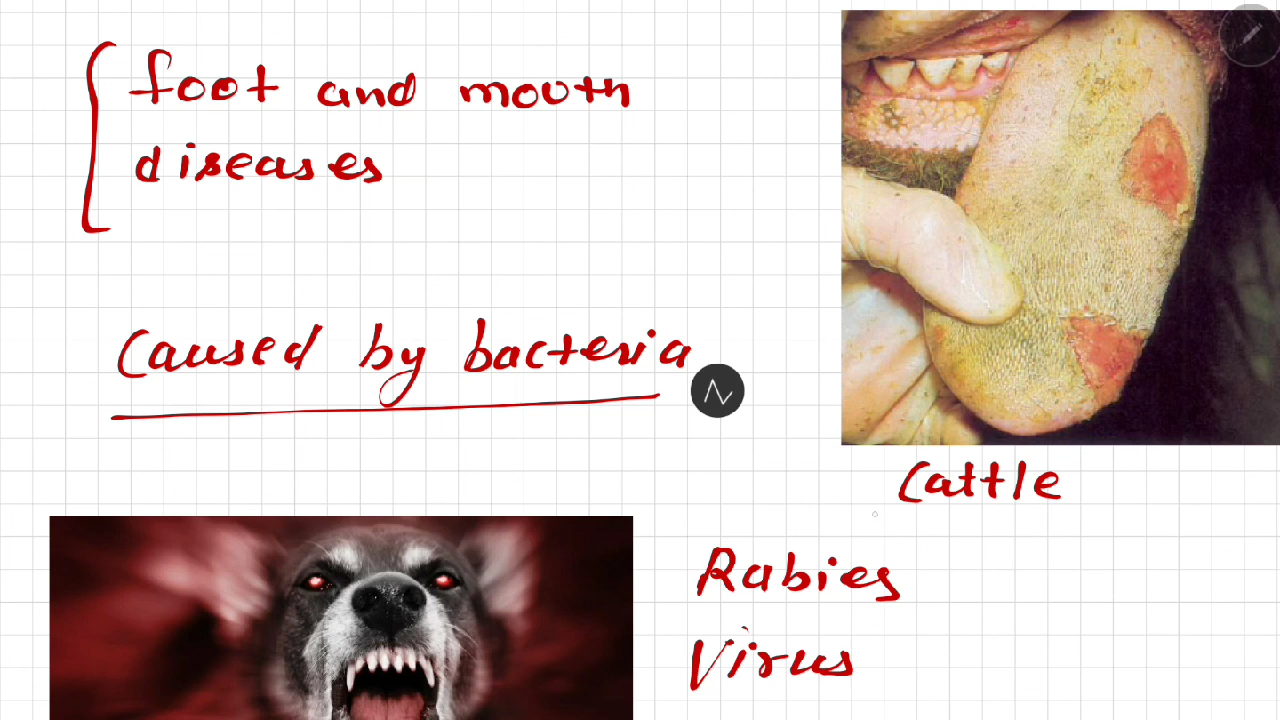 foot and mouth
diseases
Caused by bacteria
Cattle
Rabies
Virus